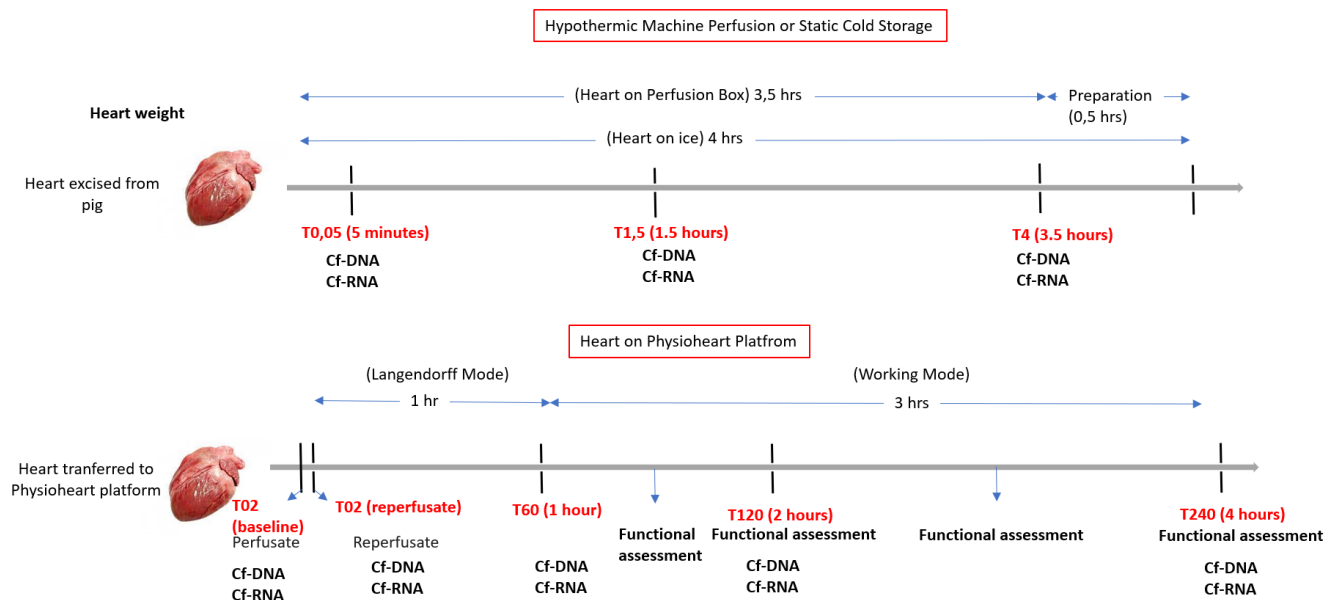 Hypothermic Machine Perfusion or Static Cold Storage
(Heart on Perfusion Box) 3,5 hrs
Preparation
(0,5 hrs)
Heart weight
(Heart on ice) 4 hrs
Heart excised from
pig
T0,05 (5 minutes)
Cf-DNA
Cf-RNA
T1,5 (1.5 hours)
Cf-DNA
Cf-RNA
T4 (3.5 hours)
Cf-DNA
Cf-RNA
Heart on Physioheart Platfrom
(Langendorff Mode)
1 hr
(Working Mode)
3 hrs
Heart tranferred to
Physioheart platform
T02
(baseline)
Perfusate
Cf-DNA
Cf-RNA
T02 (reperfusate)
Reperfusate
Cf-DNA
Cf-RNA
T60 (1 hour)
Cf-DNA
Cf-RNA
Functional
assessment
T120 (2 hours)
Functional assessment
Cf-DNA
Cf-RNA
Functional assessment
T240 (4 hours)
Functional assessment
Cf-DNA
Cf-RNA